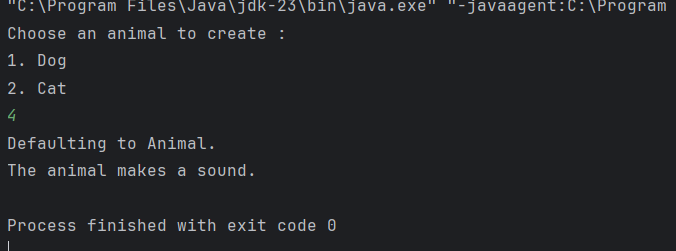 "C:\Program Files\Java\jdk-23\bin\java.exe" "-javaagent:C:\Program
Choose an animal to create :
1. Dog
2. Cat
4
Defaulting to Animal.
The animal makes a sound.
Process finished with exit code 0